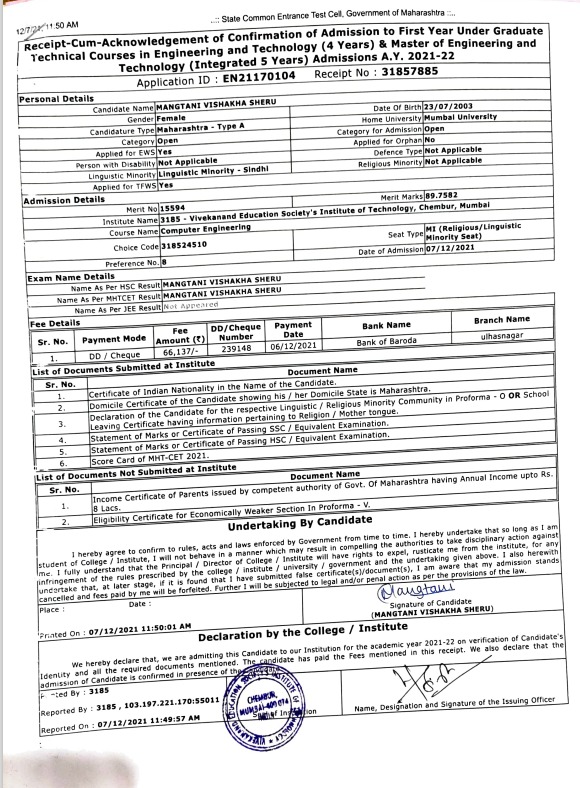 12/7/21, 11:50 AM
..:: State Common Entrance Test Cell, Government of Maharashtra ::..
Receipt-Cum-Acknowledgement of Confirmation of Admission to First Year Under Graduate
Technical Courses in Engineering and Technology (4 Years) & Master of Engineering and
Technology (Integrated 5 Years) Admissions A.Y. 2021-22
Application ID : EN21170104 Receipt No : 31857885
Personal Details
Candidate Name MANGTANI VISHAKHA SHERU
Gender Female Date Of Birth 23/07/2003
Candidature Type Maharashtra - Type A Home University Mumbai University
Category Open Category for Admission Open
Applied for EWS Yes Applied for Orphan No
Person with Disability Not Applicable Defence Type Not Applicable
Linguistic Minority Linguistic Minority - Sindhi Religious Minority Not Applicable
Applied for TFWS Yes
Admission Details
Merit No 15594 Merit Marks 89.7582
Institute Name 3185 - Vivekanand Education Society's Institute of Technology, Chembur, Mumbai
Course Name Computer Engineering
Choice Code 318524510 Seat Type MI (Religious/Linguistic
Minority Seat)
Preference No. 8 Date of Admission 07/12/2021
Exam Name Details
Name As Per HSC Result MANGTANI VISHAKHA SHERU
Name As Per MHTCET Result MANGTANI VISHAKHA SHERU
Name As Per JEE Result Not Appeared
Fee Details
Sr. No. Payment Mode Fee Amount (₹) DD/Cheque Number Payment Date Bank Name Branch Name
1. DD / Cheque 66,137/- 239148 06/12/2021 Bank of Baroda ulhasnagar
List of Documents Submitted at Institute
Sr. No. Document Name
1. Certificate of Indian Nationality in the Name of the Candidate.
2. Domicile Certificate of the Candidate showing his / her Domicile State is Maharashtra.
3. Declaration of the Candidate for the respective Linguistic / Religious Minority Community in Proforma - O OR School
Leaving Certificate having information pertaining to Religion / Mother tongue.
4. Statement of Marks or Certificate of Passing SSC / Equivalent Examination.
5. Statement of Marks or Certificate of Passing HSC / Equivalent Examination.
6. Score Card of MHT-CET 2021.
List of Documents Not Submitted at Institute
Sr. No. Document Name
1. Income Certificate of Parents issued by competent authority of Govt. Of Maharashtra having Annual Income upto Rs.
8 Lacs.
2. Eligibility Certificate for Economically Weaker Section In Proforma - V.
Undertaking By Candidate
I hereby agree to confirm to rules, acts and laws enforced by Government from time to time. I hereby undertake that so long as I am
student of College / Institute, I will not behave in a manner which may result in compelling the authorities to take disciplinary action against
me. I fully understand that the Principal / Director of College / Institute will have rights to expel, rusticate me from the institute, for any
infringement of the rules prescribed by the college / institute / university / government and the undertaking given above. I also herewith
undertake that, at later stage, if it is found that I have submitted false certificate(s)/document(s), I am aware that my admission stands
cancelled and fees paid by me will be forfeited. Further I will be subjected to legal and/or penal action as per the provisions of the law.
Place : Date :
Mangtani
Signature of Candidate
(MANGTANI VISHAKHA SHERU)
Printed On : 07/12/2021 11:50:01 AM
Declaration by the College / Institute
We hereby declare that, we are admitting this Candidate to our Institution for the academic year 2021-22 on verification of Candidate's
Identity and all the required documents mentioned. The candidate has paid the Fees mentioned in this receipt. We also declare that the
admission of Candidate is confirmed in presence of the candidate
ted By : 3185
Reported By : 3185 , 103.197.221.170:55011
Reported On : 07/12/2021 11:49:57 AM
CHEMBUR,
MUMBAI-400 074
Name, Designation and Signature of the Issuing Officer